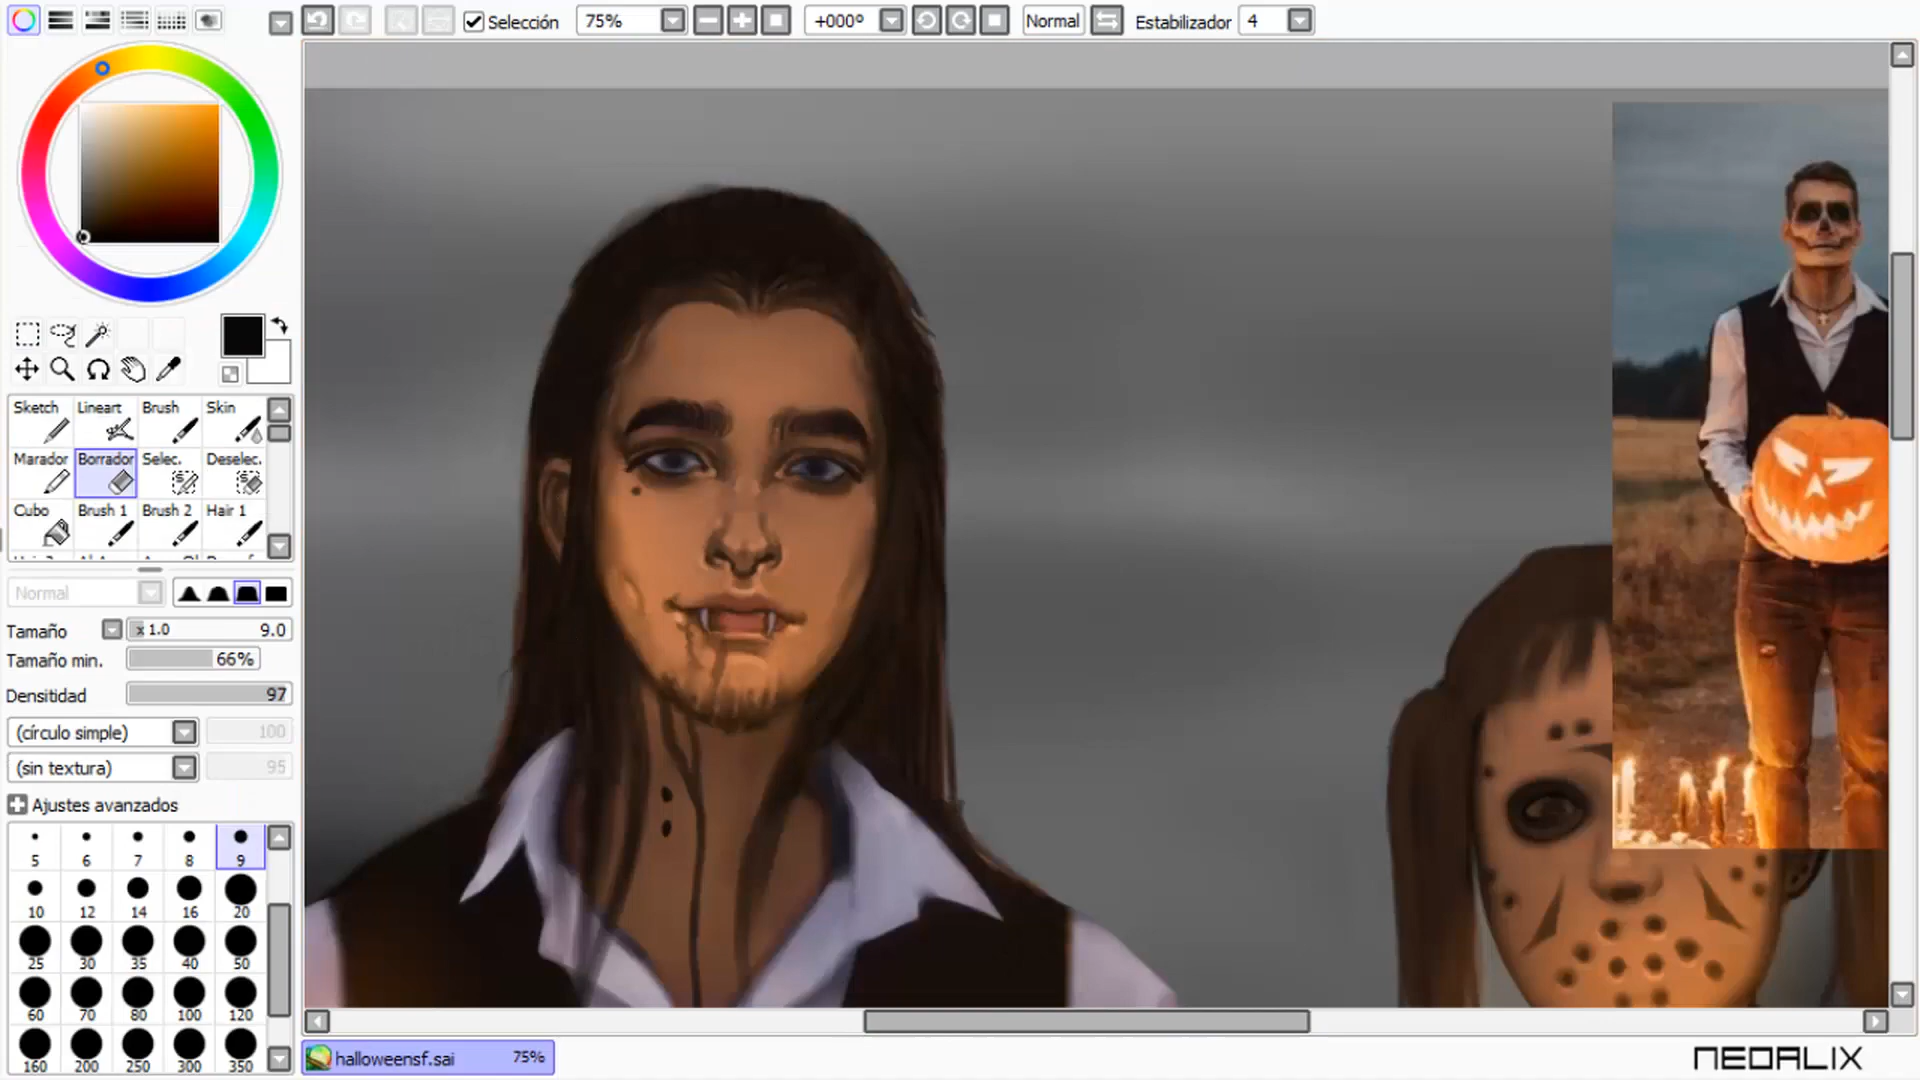 Selección
75%
+000º
Normal
Estabilizador
4
Sketch Lineart Brush Skin
Marador Borrador Selec. Deselec.
Cubo Brush 1 Brush 2 Hair 1
Normal
Tamaño x 1.0 9.0
Tamaño min. 66%
Densitidad 97
(círculo simple) 100
(sin textura) 95
Ajustes avanzados
5 6 7 8 9
10 12 14 16 20
25 30 35 40 50
60 70 80 100 120
160 200 250 300 350
halloweensf.sai 75%
NEOALIX